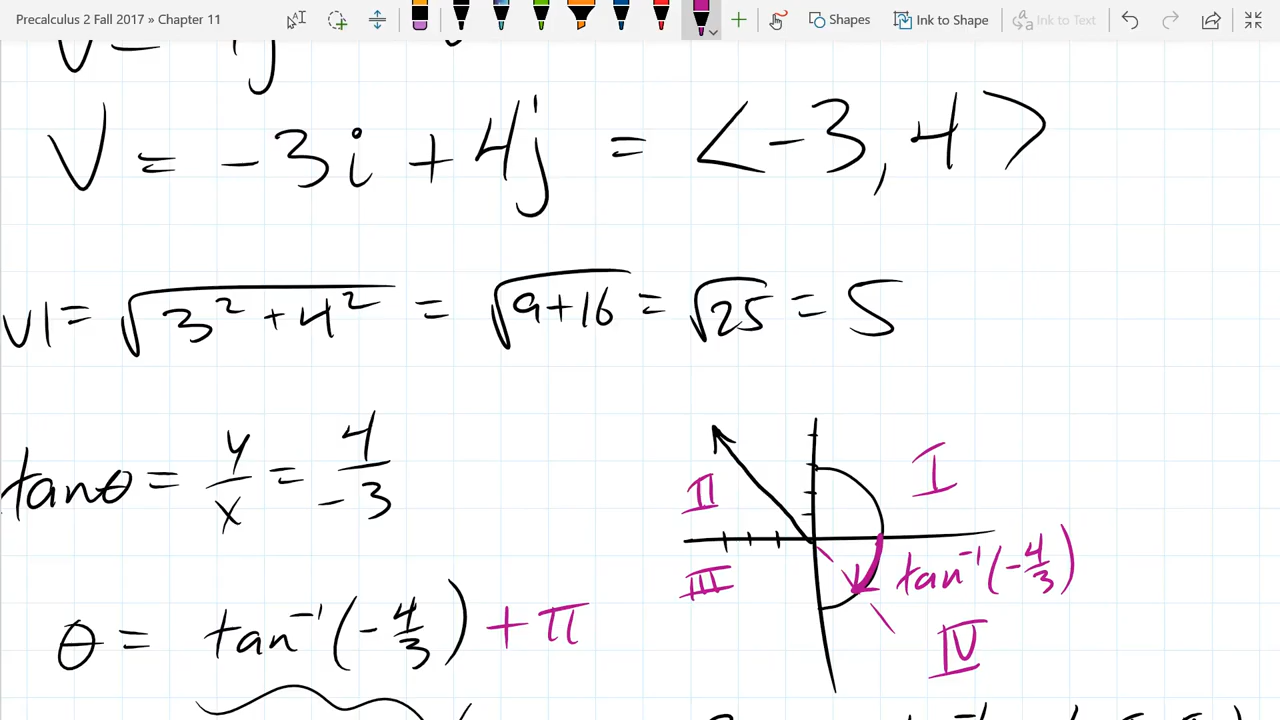 Precalculus 2 Fall 2017 » Chapter 11
Shapes Ink to Shape Ink to Text
V = -3i + 4j = <-3, 4>
v| = √(3² + 4²) = √(9+16) = √25 = 5
tanθ = y/x = 4/-3
I
II
III
tan⁻¹(-4/3)
IV
θ = tan⁻¹(-4/3) + π